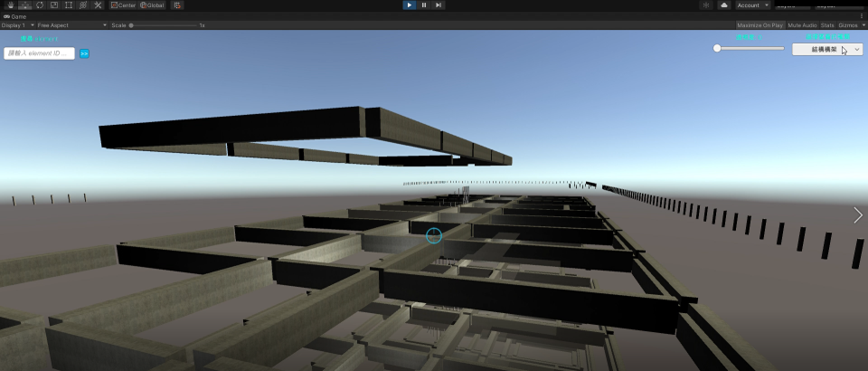 Center Global
Account
Game
Display 1 Free Aspect Scale 1x Maximize On Play Mute Audio Stats Gizmos
請輸入 element ID ...
結構構架